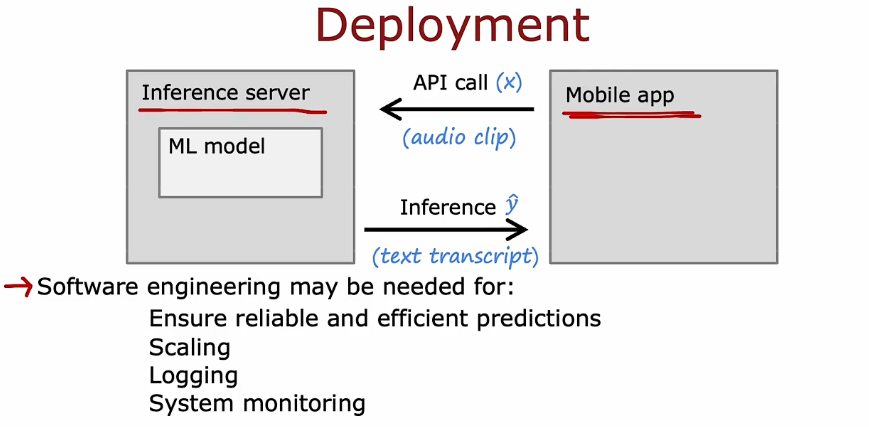 Deployment
Inference server
ML model
API call (x)
(audio clip)
Mobile app
Inference ŷ
(text transcript)
Software engineering may be needed for:
Ensure reliable and efficient predictions
Scaling
Logging
System monitoring